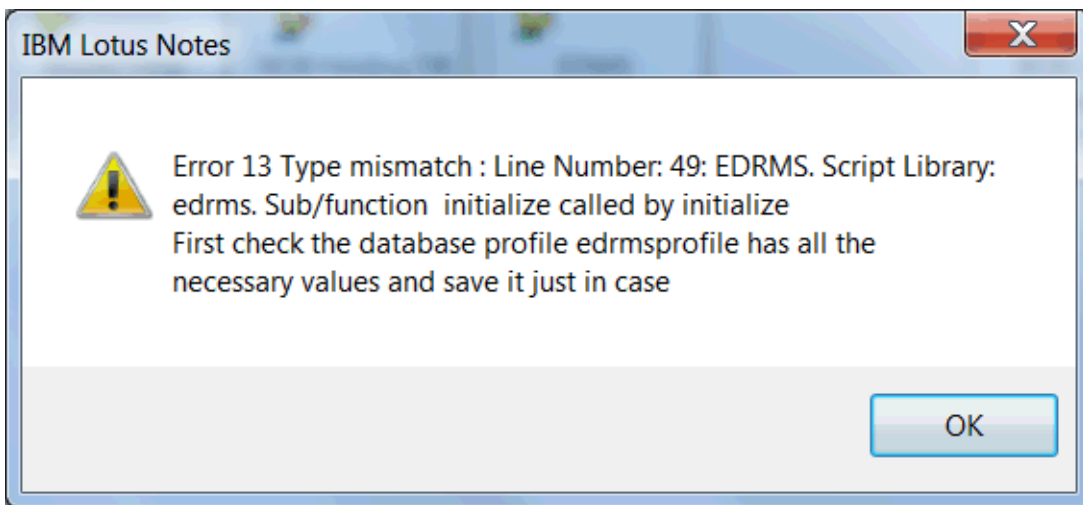 IBM Lotus Notes
Error 13 Type mismatch : Line Number: 49: EDRMS. Script Library:
edrms. Sub/function  initialize called by initialize
First check the database profile edrmsprofile has all the
necessary values and save it just in case
OK